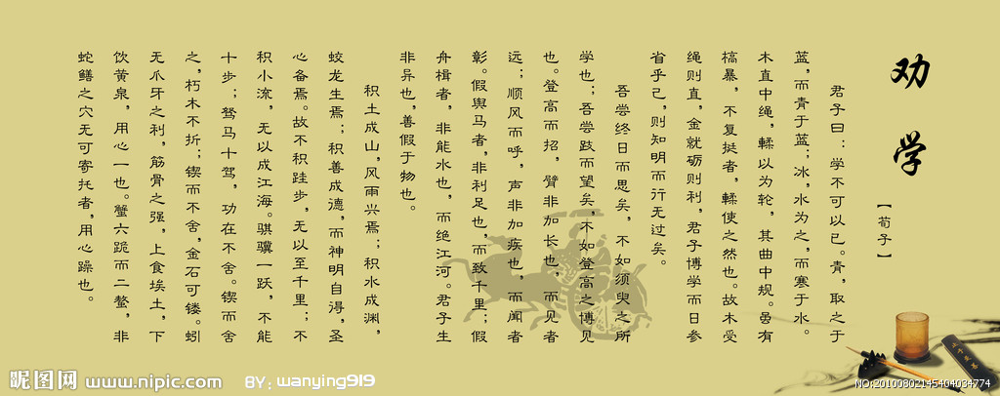 劝学
【荀子】
君子曰：学不可以已。青，取之于
蓝，而青于蓝；冰，水为之，而寒于水。
木直中绳，輮以为轮，其曲中规。虽有
槁暴，不复挺者，輮使之然也。故木受
绳则直，金就砺则利，君子博学而日参
省乎己，则知明而行无过矣。
吾尝终日而思矣，不如须臾之所
学也；吾尝跂而望矣，不如登高之博见
也。登高而招，臂非加长也，而见者
远；顺风而呼，声非加疾也，而闻者
彰。假舆马者，非利足也，而致千里；假
舟楫者，非能水也，而绝江河。君子生
非异也，善假于物也。
积土成山，风雨兴焉；积水成渊，
蛟龙生焉；积善成德，而神明自得，圣
心备焉。故不积跬步，无以至千里；不
积小流，无以成江海。骐骥一跃，不能
十步；驽马十驾，功在不舍。锲而舍
之，朽木不折；锲而不舍，金石可镂。蚓
无爪牙之利，筋骨之强，上食埃土，下
饮黄泉，用心一也。蟹六跪而二螯，非
蛇鳝之穴无可寄托者，用心躁也。
昵图网 www.nipic.com BY：wanying919
NO:20100802145404034774